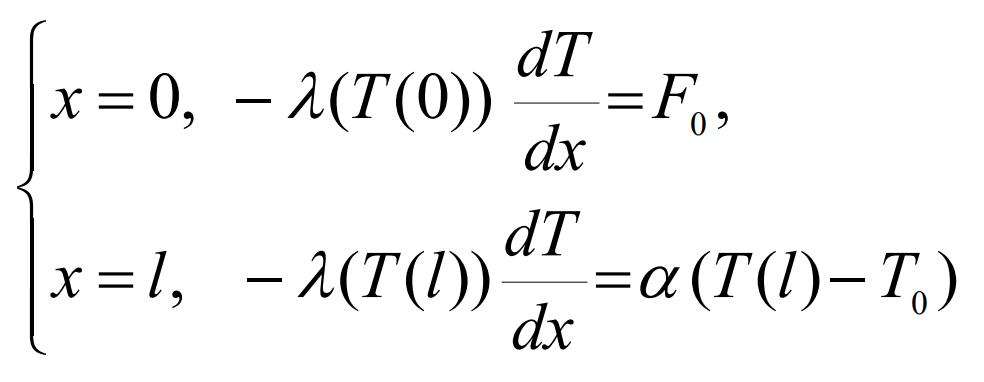 x = 0, − λ(T(0)) dT/dx = F₀,
x = l, − λ(T(l)) dT/dx = α(T(l) − T₀)